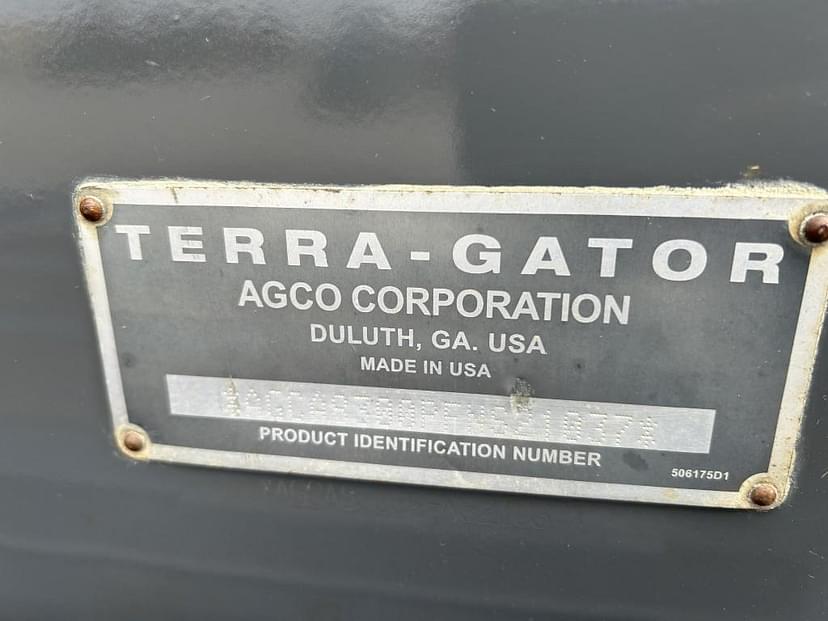 TERRA-GATOR
AGCO CORPORATION
DULUTH, GA. USA
MADE IN USA
PRODUCT IDENTIFICATION NUMBER
506175D1